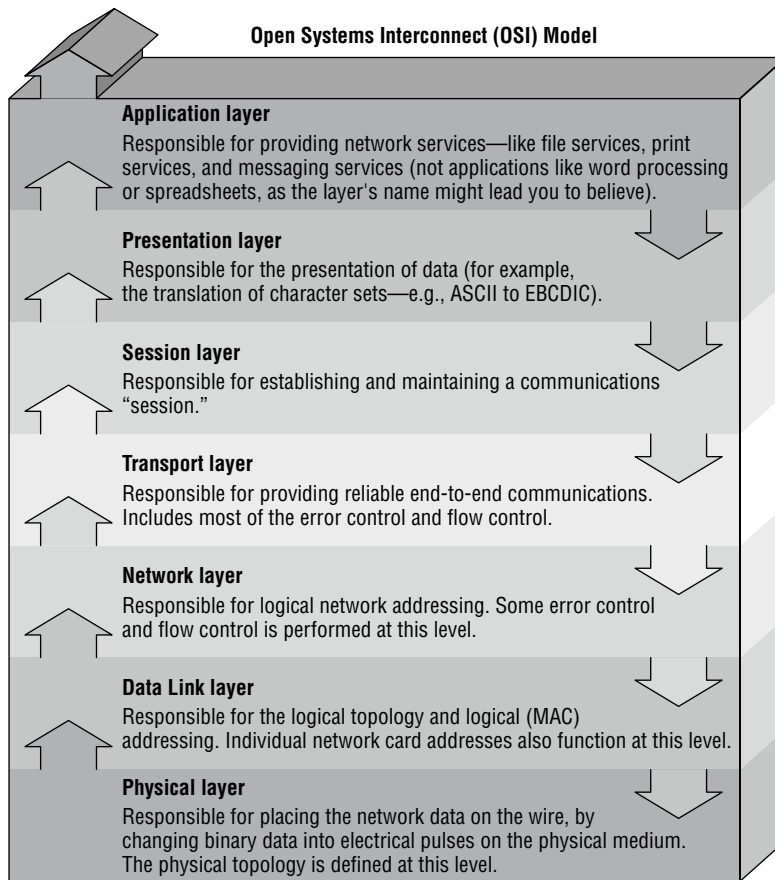 Open Systems Interconnect (OSI) Model
Application layer
Responsible for providing network services—like file services, print
services, and messaging services (not applications like word processing
or spreadsheets, as the layer's name might lead you to believe).
Presentation layer
Responsible for the presentation of data (for example,
the translation of character sets—e.g., ASCII to EBCDIC).
Session layer
Responsible for establishing and maintaining a communications
“session.”
Transport layer
Responsible for providing reliable end-to-end communications.
Includes most of the error control and flow control.
Network layer
Responsible for logical network addressing. Some error control
and flow control is performed at this level.
Data Link layer
Responsible for the logical topology and logical (MAC)
addressing. Individual network card addresses also function at this level.
Physical layer
Responsible for placing the network data on the wire, by
changing binary data into electrical pulses on the physical medium.
The physical topology is defined at this level.